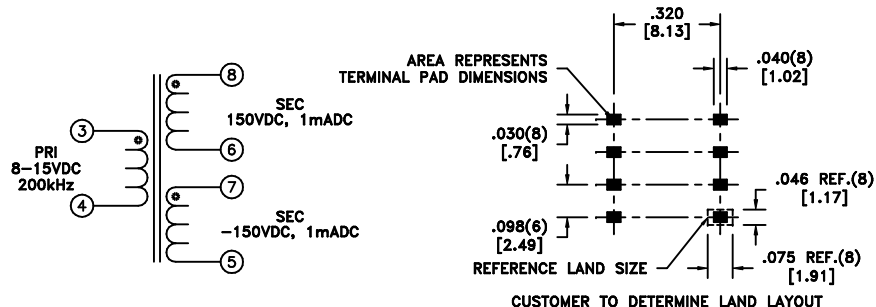 3
PRI
8-15VDC
200kHz
4
8
SEC
150VDC, 1mADC
6
7
SEC
-150VDC, 1mADC
5
.320
[8.13]
AREA REPRESENTS
TERMINAL PAD DIMENSIONS
.040(8)
[1.02]
.030(8)
[.76]
.046 REF.(8)
[1.17]
.098(6)
[2.49]
REFERENCE LAND SIZE
.075 REF.(8)
[1.91]
CUSTOMER TO DETERMINE LAND LAYOUT